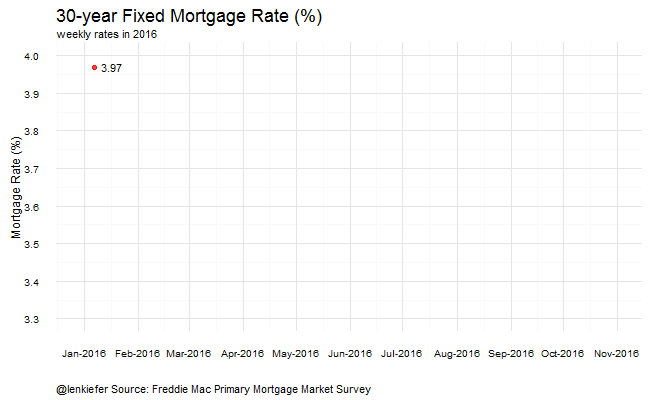 30-year Fixed Mortgage Rate (%)
weekly rates in 2016
Mortgage Rate (%)
4.0
3.9
3.8
3.7
3.6
3.5
3.4
3.3
3.97
Jan-2016 Feb-2016 Mar-2016 Apr-2016 May-2016 Jun-2016 Jul-2016 Aug-2016 Sep-2016 Oct-2016 Nov-2016
@lenkiefer Source: Freddie Mac Primary Mortgage Market Survey